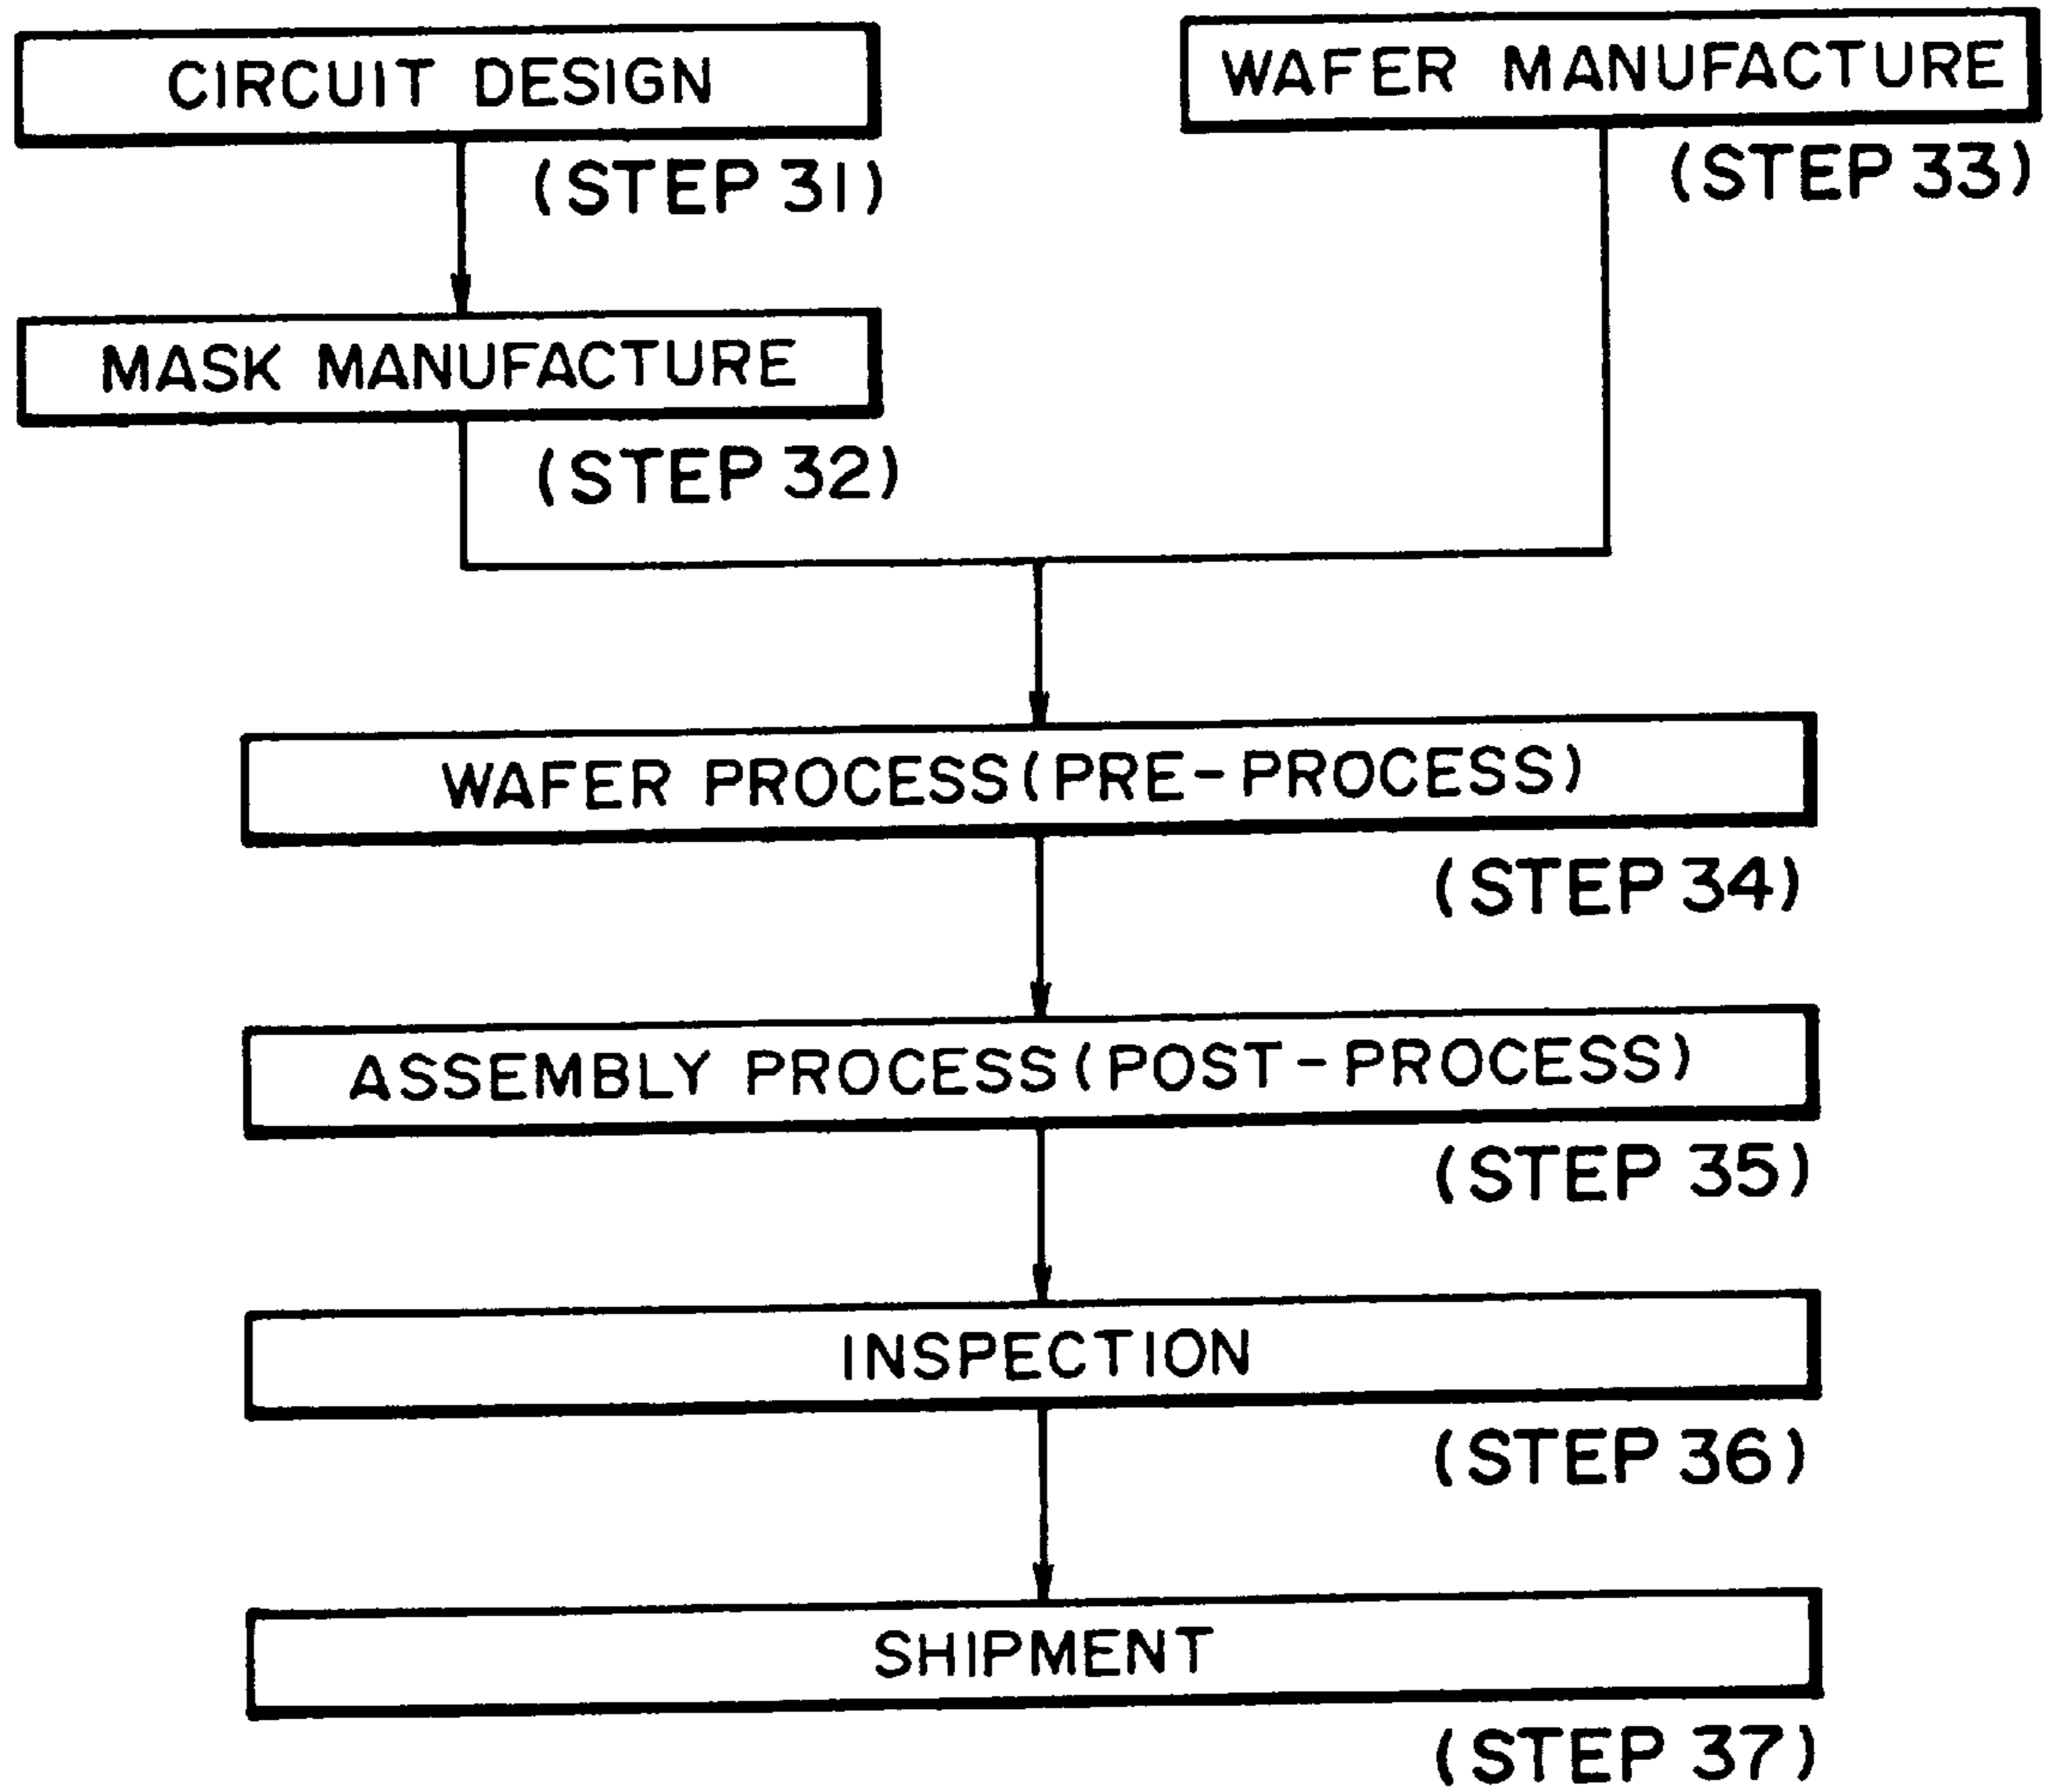 CIRCUIT DESIGN
(STEP 31)
WAFER MANUFACTURE
(STEP 33)
MASK MANUFACTURE
(STEP 32)
WAFER PROCESS (PRE-PROCESS)
(STEP 34)
ASSEMBLY PROCESS (POST-PROCESS)
(STEP 35)
INSPECTION
(STEP 36)
SHIPMENT
(STEP 37)